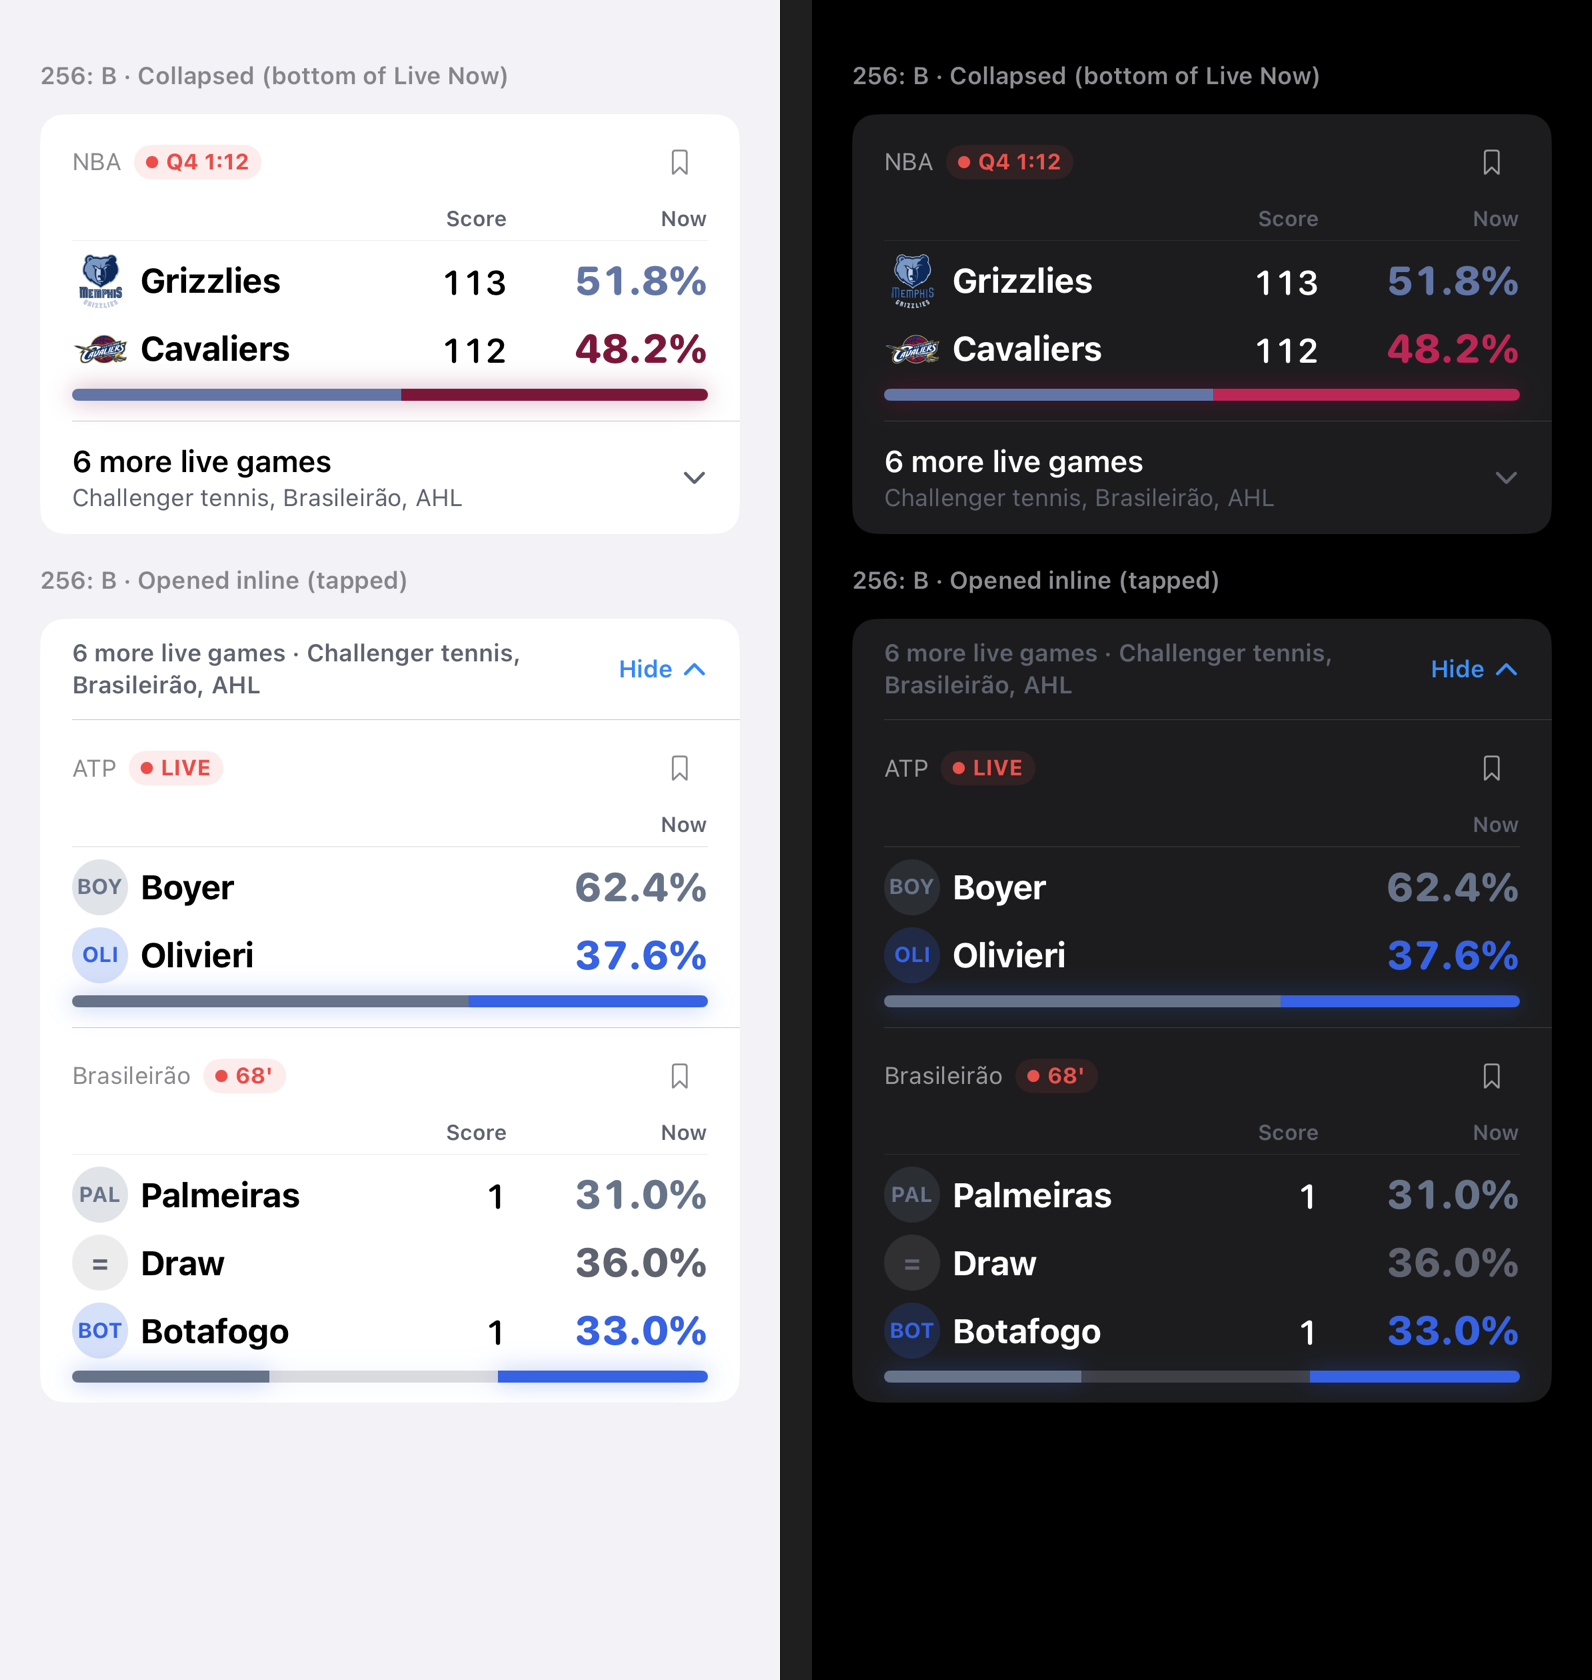 256: B · Collapsed (bottom of Live Now)
NBA Q4 1:12
Score Now
MEMPHIS
GRIZZLIES
Grizzlies 113 51.8%
CAVALIERS
Cavaliers 112 48.2%
6 more live games
Challenger tennis, Brasileirão, AHL
256: B · Opened inline (tapped)
6 more live games · Challenger tennis,
Brasileirão, AHL
Hide
ATP LIVE
Now
BOY Boyer 62.4%
OLI Olivieri 37.6%
Brasileirão 68'
Score Now
PAL Palmeiras 1 31.0%
= Draw 36.0%
BOT Botafogo 1 33.0%
256: B · Collapsed (bottom of Live Now)
NBA Q4 1:12
Score Now
MEMPHIS
GRIZZLIES
Grizzlies 113 51.8%
CAVALIERS
Cavaliers 112 48.2%
6 more live games
Challenger tennis, Brasileirão, AHL
256: B · Opened inline (tapped)
6 more live games · Challenger tennis,
Brasileirão, AHL
Hide
ATP LIVE
Now
BOY Boyer 62.4%
OLI Olivieri 37.6%
Brasileirão 68'
Score Now
PAL Palmeiras 1 31.0%
= Draw 36.0%
BOT Botafogo 1 33.0%